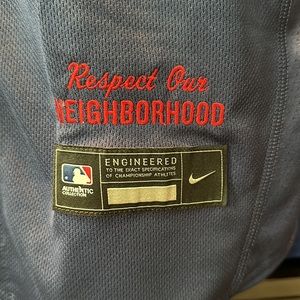 Respect Our
NEIGHBORHOOD
ENGINEERED
TO THE EXACT SPECIFICATIONS
OF CHAMPIONSHIP ATHLETES
AUTHENTIC
COLLECTION